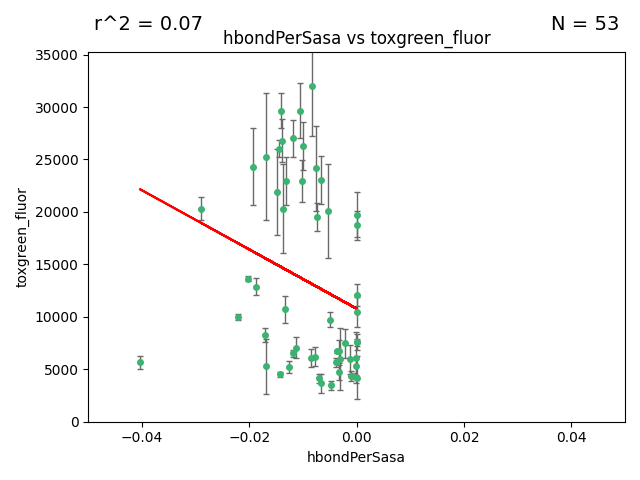 r^2 = 0.07
N = 53
hbondPerSasa vs toxgreen_fluor
35000
30000
25000
20000
15000
10000
5000
0
toxgreen_fluor
−0.04
−0.02
0.00
0.02
0.04
hbondPerSasa